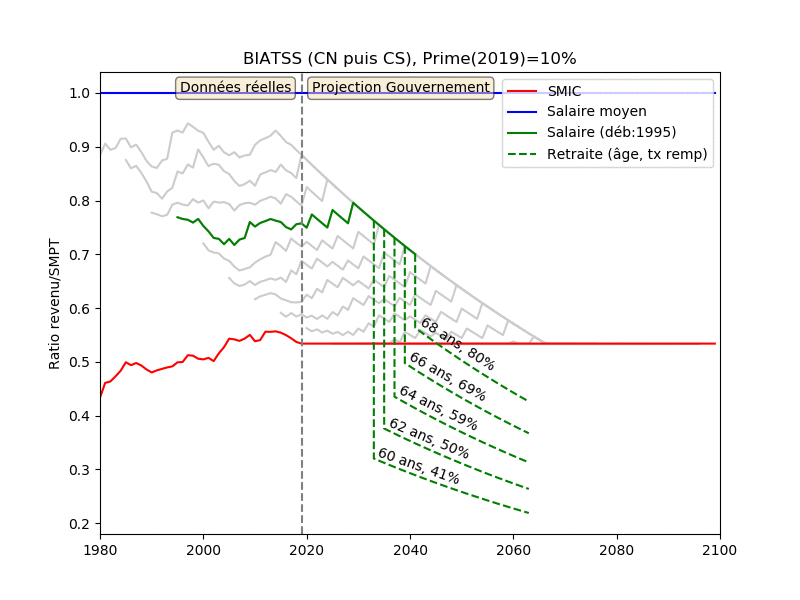 BIATSS (CN puis CS), Prime(2019)=10%
Données réelles
Projection Gouvernement
SMIC
Salaire moyen
Salaire (déb:1995)
Retraite (âge, tx remp)
Ratio revenu/SMPT
1.0
0.9
0.8
0.7
0.6
0.5
0.4
0.3
0.2
68 ans, 80%
66 ans, 69%
64 ans, 59%
62 ans, 50%
60 ans, 41%
1980
2000
2020
2040
2060
2080
2100